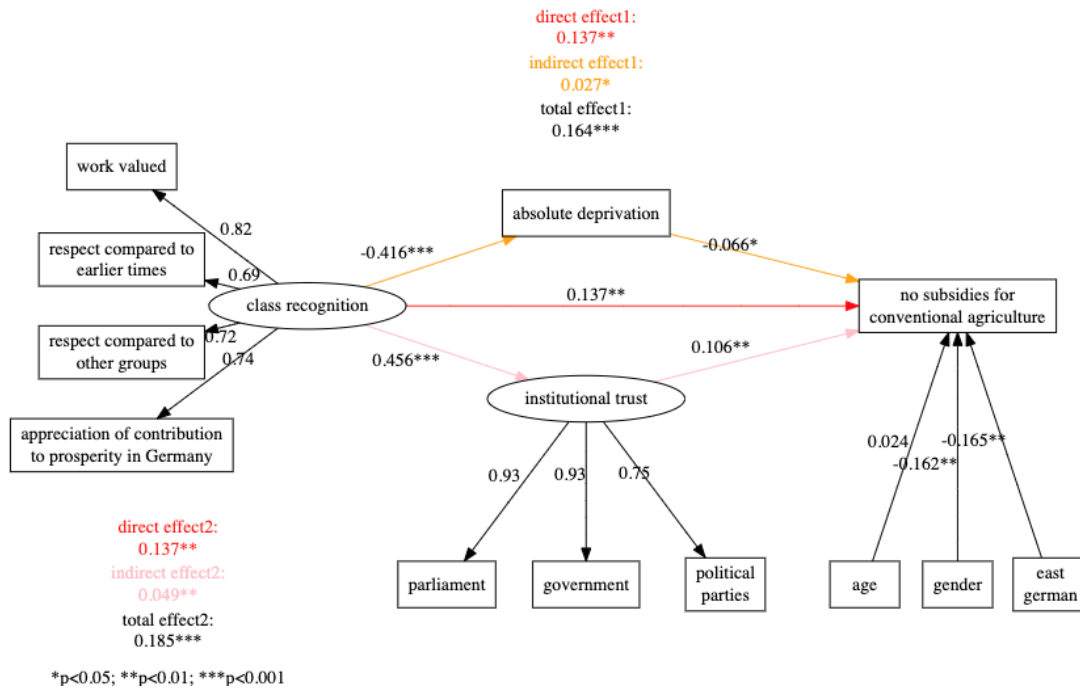 direct effect1:
0.137**
indirect effect1:
0.027*
total effect1:
0.164***
work valued
absolute deprivation
0.82
respect compared to
earlier times
-0.416***
-0.066*
0.69
class recognition
0.137**
no subsidies for
conventional agriculture
respect compared to
other groups
0.72
0.74
0.456***
0.106**
institutional trust
appreciation of contribution
to prosperity in Germany
0.024
-0.165**
-0.162**
0.93
0.93
0.75
direct effect2:
0.137**
indirect effect2:
0.049**
total effect2:
0.185***
parliament
government
political
parties
age
gender
east
german
*p<0.05; **p<0.01; ***p<0.001